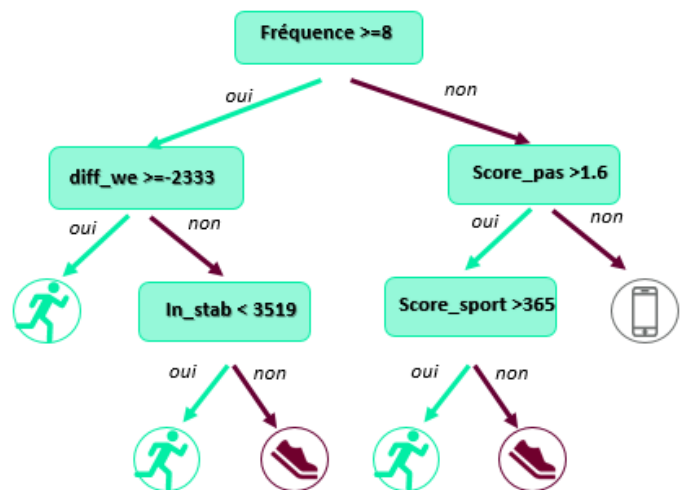 Fréquence >=8
oui
non
diff_we >=-2333
Score_pas >1.6
oui
non
oui
non
In_stab < 3519
Score_sport >365
oui
non
oui
non